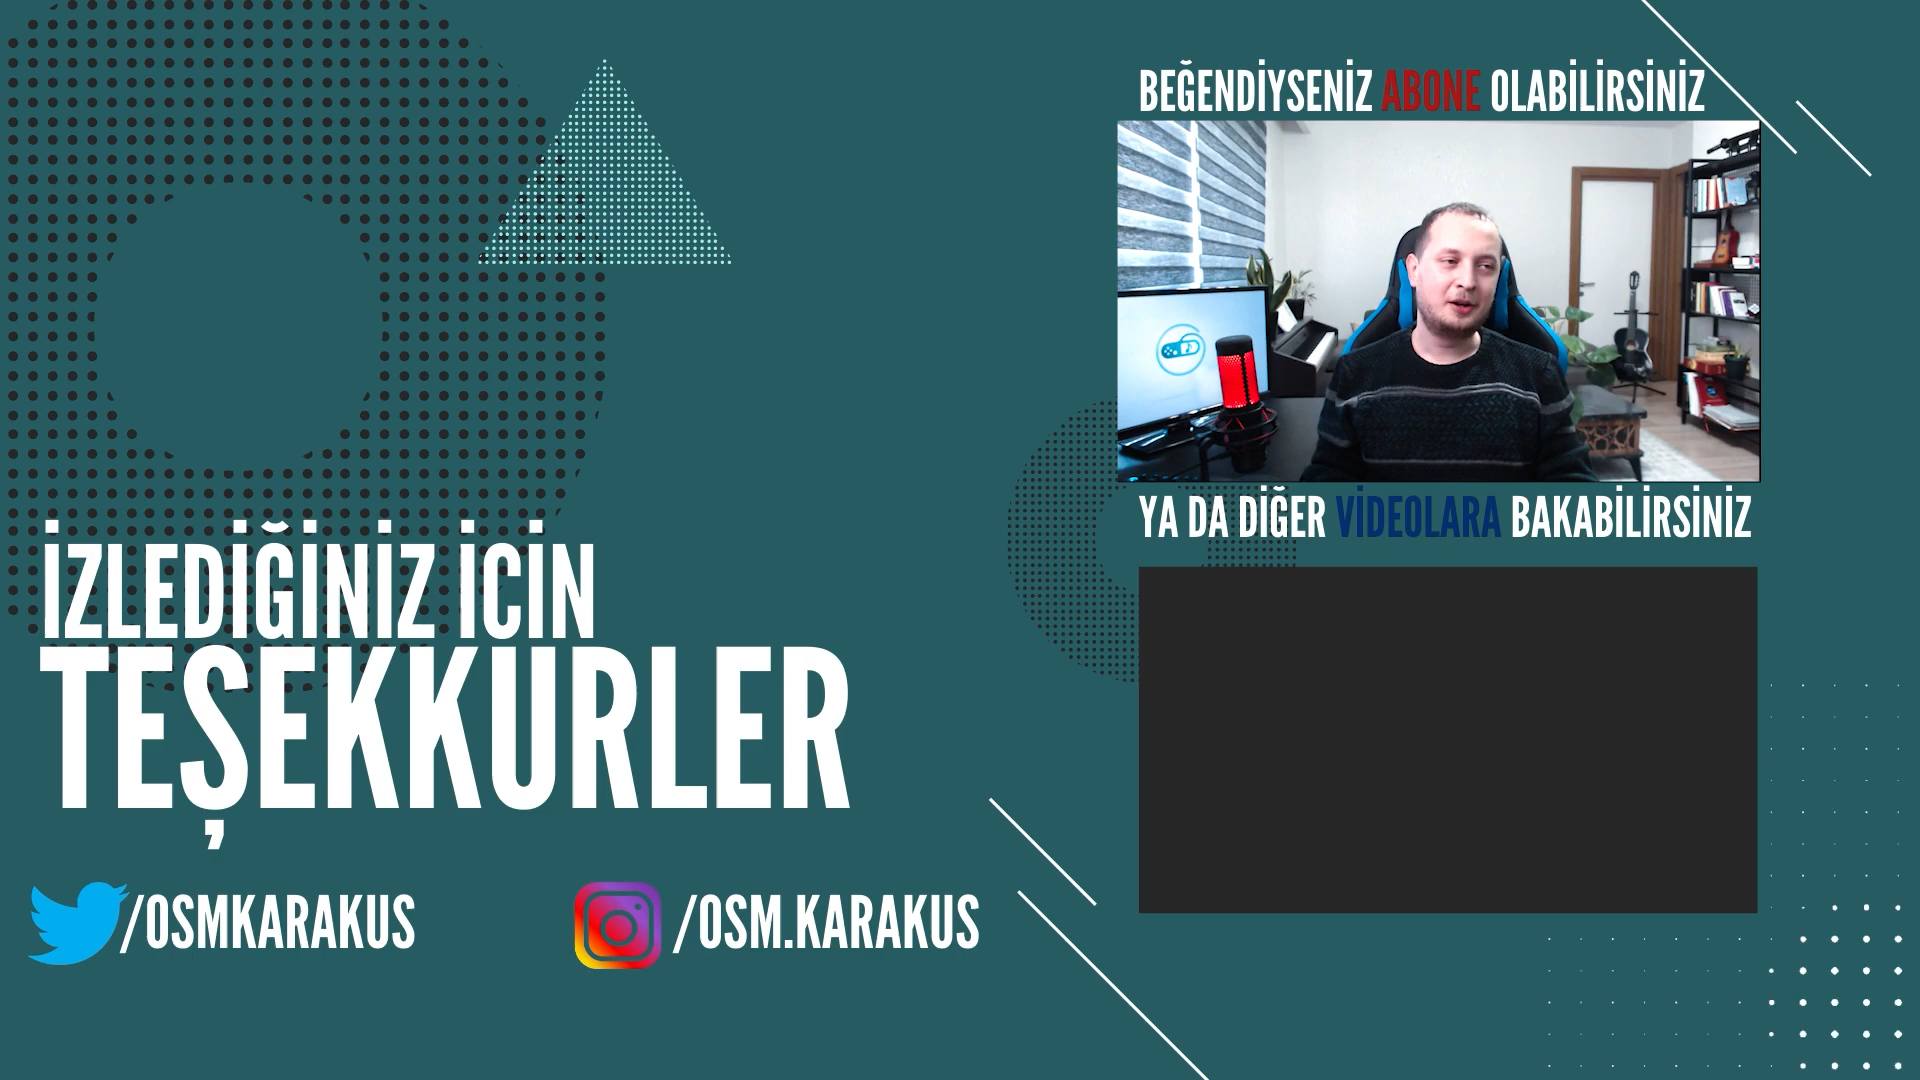 BEĞENDİYSENİZ ABONE OLABİLİRSİNİZ
YA DA DİĞER VİDEOLARA BAKABİLİRSİNİZ
İZLEDİĞİNİZ İCİN
TEŞEKKURLER
/OSMKARAKUS
/OSM.KARAKUS